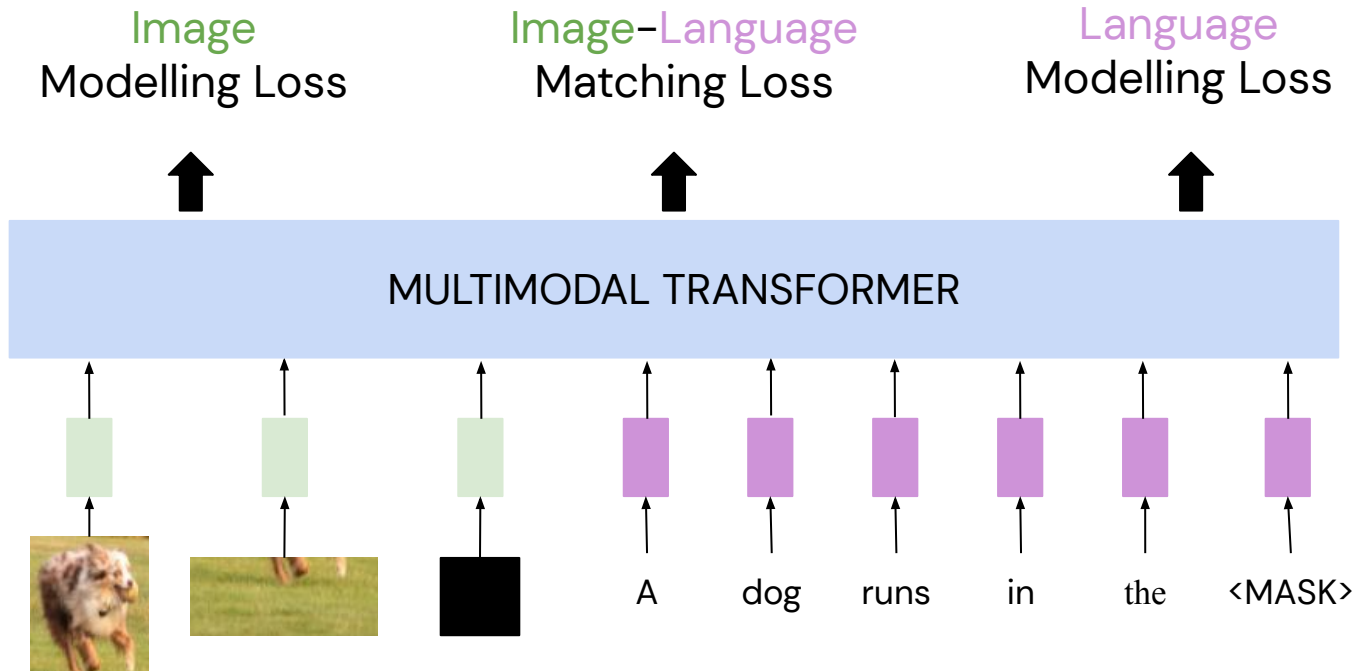 Image
Modelling Loss
Image-Language
Matching Loss
Language
Modelling Loss
MULTIMODAL TRANSFORMER
A dog runs in the <MASK>